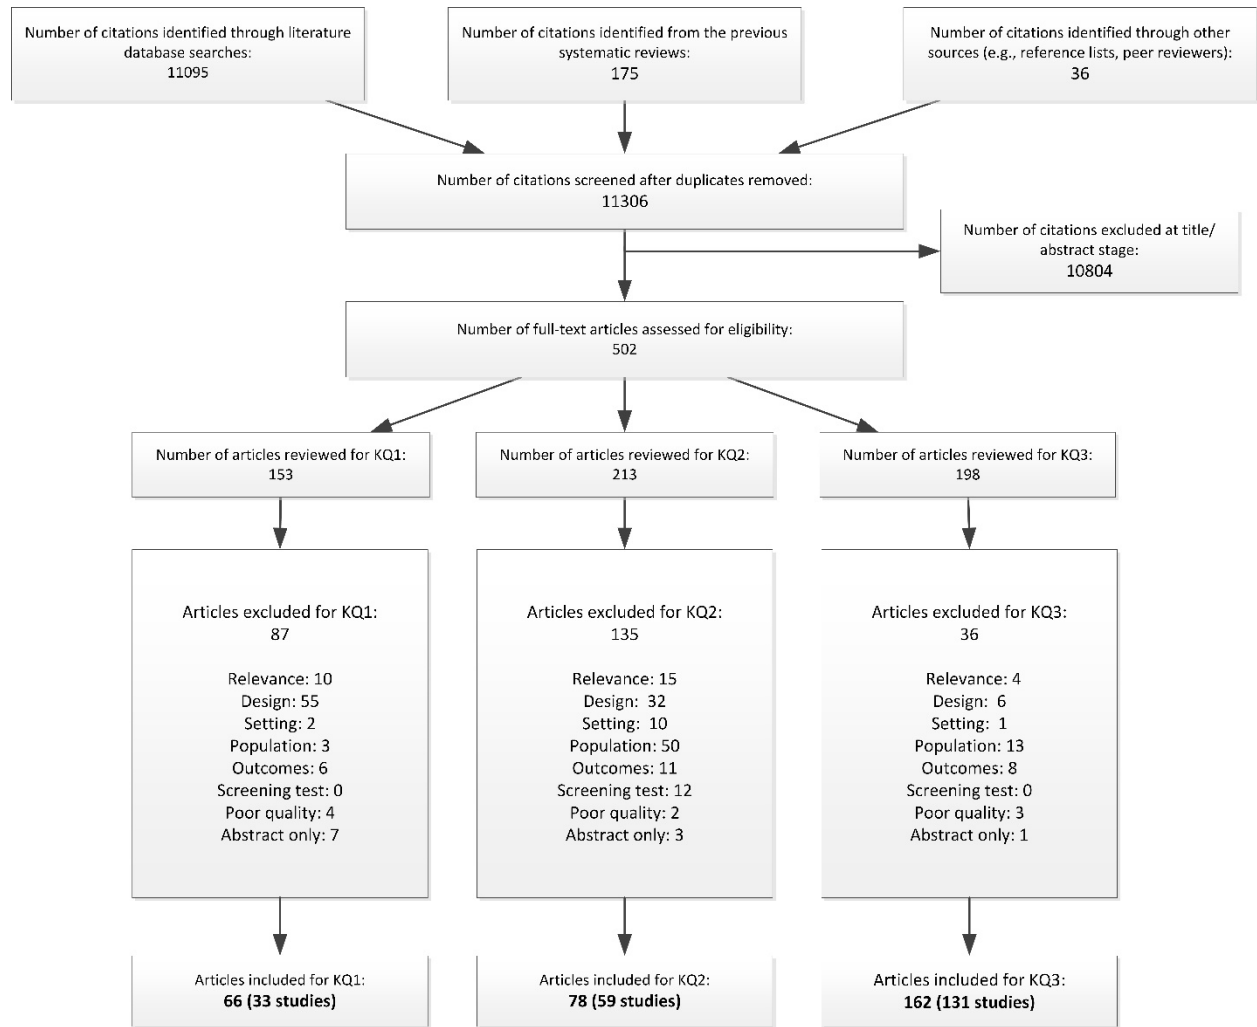 Number of citations identified through literature
database searches:
11095
Number of citations identified from the previous
systematic reviews:
175
Number of citations identified through other
sources (e.g., reference lists, peer reviewers):
36
Number of citations screened after duplicates removed:
11306
Number of citations excluded at title/
abstract stage:
10804
Number of full-text articles assessed for eligibility:
502
Number of articles reviewed for KQ1:
153
Number of articles reviewed for KQ2:
213
Number of articles reviewed for KQ3:
198
Articles excluded for KQ1:
87
Relevance: 10
Design: 55
Setting: 2
Population: 3
Outcomes: 6
Screening test: 0
Poor quality: 4
Abstract only: 7
Articles excluded for KQ2:
135
Relevance: 15
Design: 32
Setting: 10
Population: 50
Outcomes: 11
Screening test: 12
Poor quality: 2
Abstract only: 3
Articles excluded for KQ3:
36
Relevance: 4
Design: 6
Setting: 1
Population: 13
Outcomes: 8
Screening test: 0
Poor quality: 3
Abstract only: 1
Articles included for KQ1:
66 (33 studies)
Articles included for KQ2:
78 (59 studies)
Articles included for KQ3:
162 (131 studies)